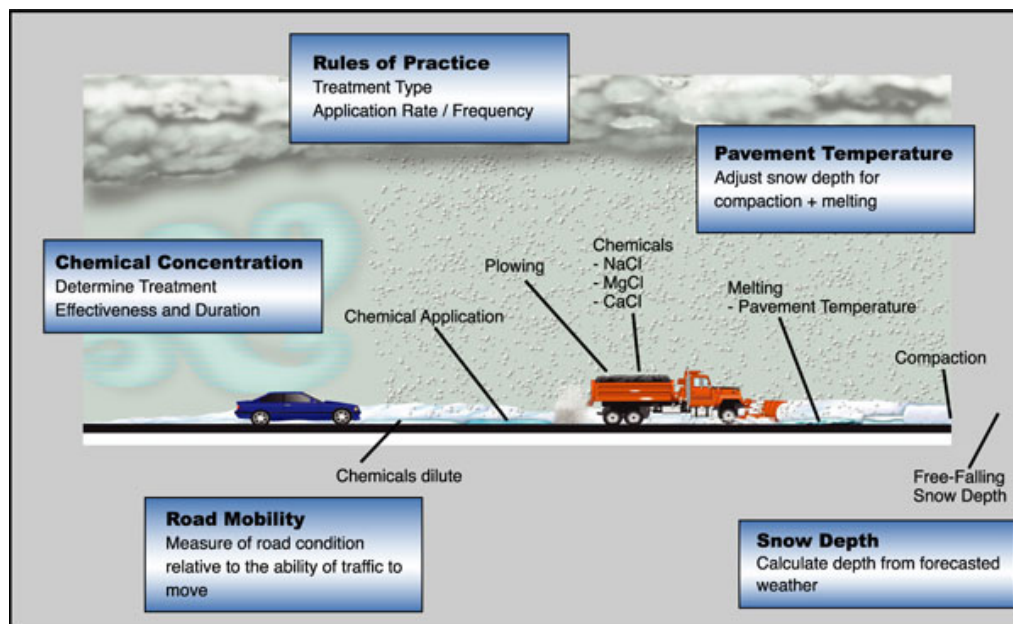 Rules of Practice
Treatment Type
Application Rate / Frequency
Pavement Temperature
Adjust snow depth for
compaction + melting
Chemical Concentration
Determine Treatment
Effectiveness and Duration
Chemical Application
Plowing
Chemicals
- NaCl
- MgCl
- CaCl
Melting
- Pavement Temperature
Compaction
Chemicals dilute
Free-Falling
Snow Depth
Road Mobility
Measure of road condition
relative to the ability of traffic to
move
Snow Depth
Calculate depth from forecasted
weather